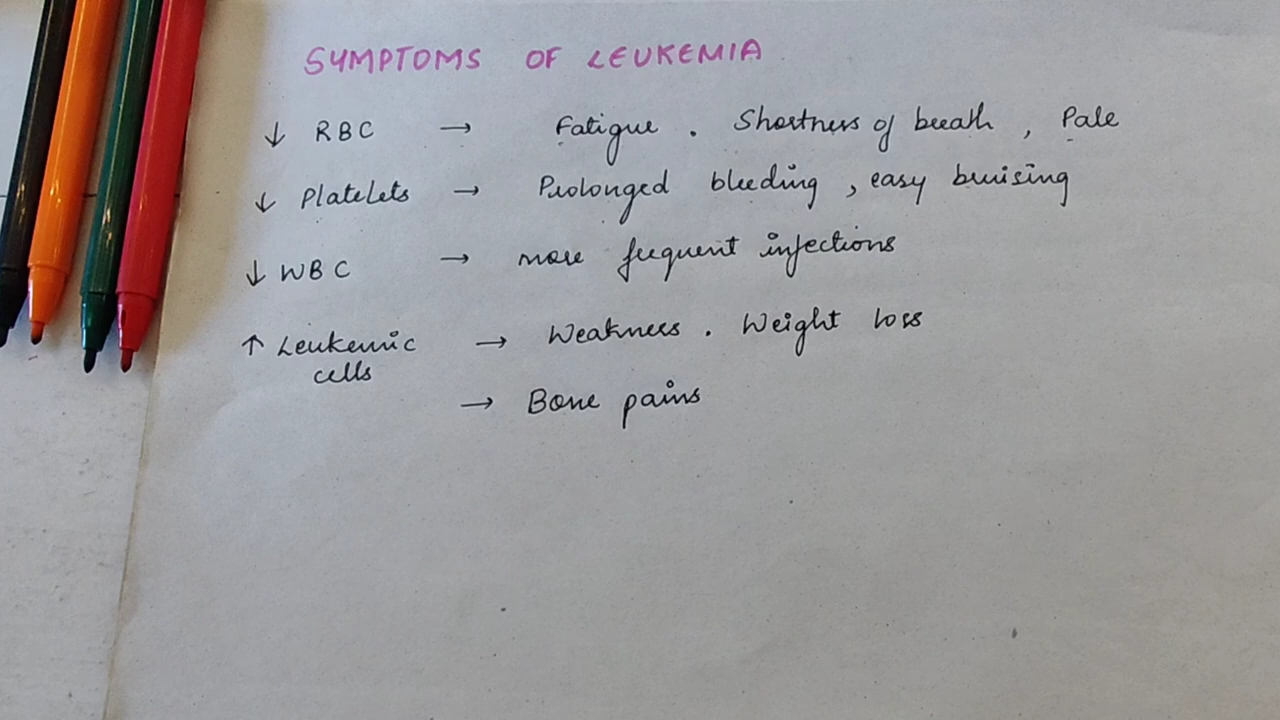 SYMPTOMS OF LEUKEMIA
↓ RBC → Fatigue . Shortness of breath , Pale
↓ Platelets → Prolonged bleeding , easy bruising
↓ WBC → more frequent infections
↑ Leukemic → Weakness . Weight loss
cells
→ Bone pains